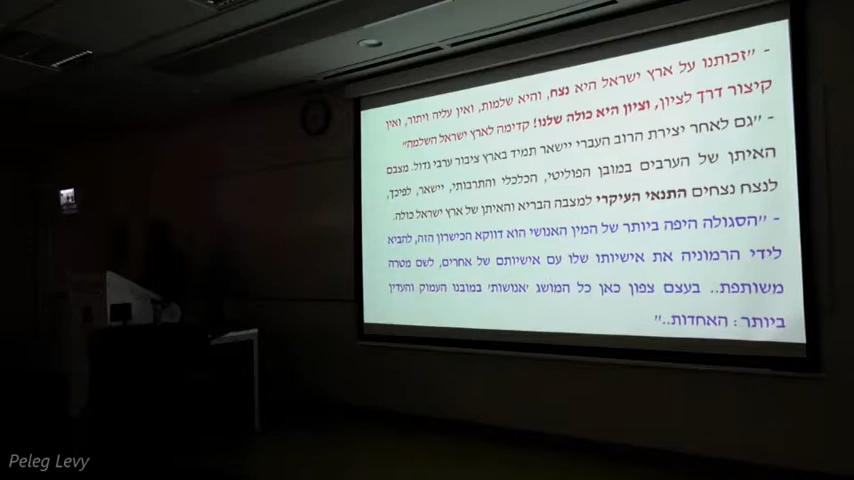 - "זכותנו על ארץ ישראל היא נצח, והיא שלמות, ואין עליה ויתור, ואין
קיצור דרך לציון, וציון היא כולה שלנו! קדימה לארץ ישראל השלמה"
- "גם לאחר יצירת הרוב העברי יישאר תמיד בארץ ציבור ערבי גדול. מצבם
האיתן של הערבים במובן הפוליטי, הכלכלי והתרבותי, יישאר, לפיכך,
לנצח נצחים התנאי העיקרי למצבה הבריא והאיתן של ארץ ישראל כולה.
- "הסגולה היפה ביותר של המין האנושי הוא דווקא הכישרון הזה, להביא
לידי הרמוניה את אישיותו שלו עם אישיותם של אחרים, לשם מטרה
משותפת.. בעצם צפון כאן כל המושג 'אנושות' במובנו העמוק והעדין
ביותר: האחדות.."
Peleg Levy